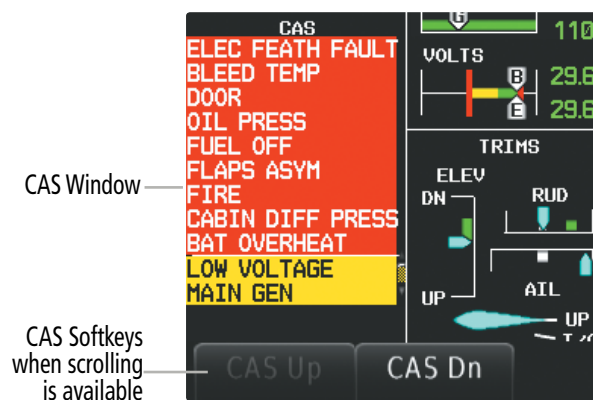 CAS
ELEC FEATH FAULT
BLEED TEMP
DOOR
OIL PRESS
FUEL OFF
FLAPS ASYM
FIRE
CABIN DIFF PRESS
BAT OVERHEAT
LOW VOLTAGE
MAIN GEN
CAS Window
CAS Softkeys
when scrolling
is available
CAS Up
CAS Dn
G
110
VOLTS
B
29.6
E
29.6
TRIMS
ELEV
DN
RUD
UP
AIL
UP